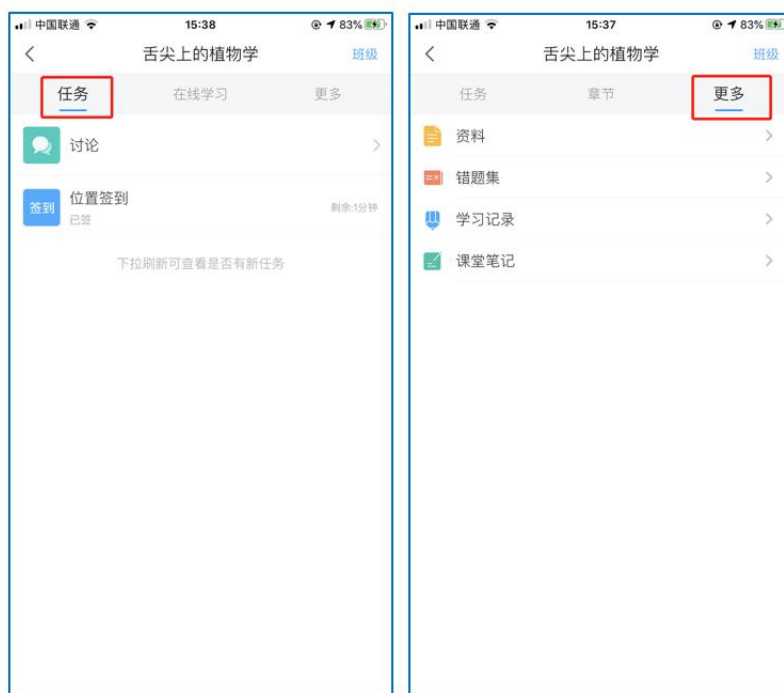 中国联通 15:38 83%
舌尖上的植物学 班级
任务 在线学习 更多
讨论
签到 位置签到 剩余:1分钟
已签
下拉刷新可查看是否有新任务
中国联通 15:37 83%
舌尖上的植物学 班级
任务 章节 更多
资料
错题集
学习记录
课堂笔记